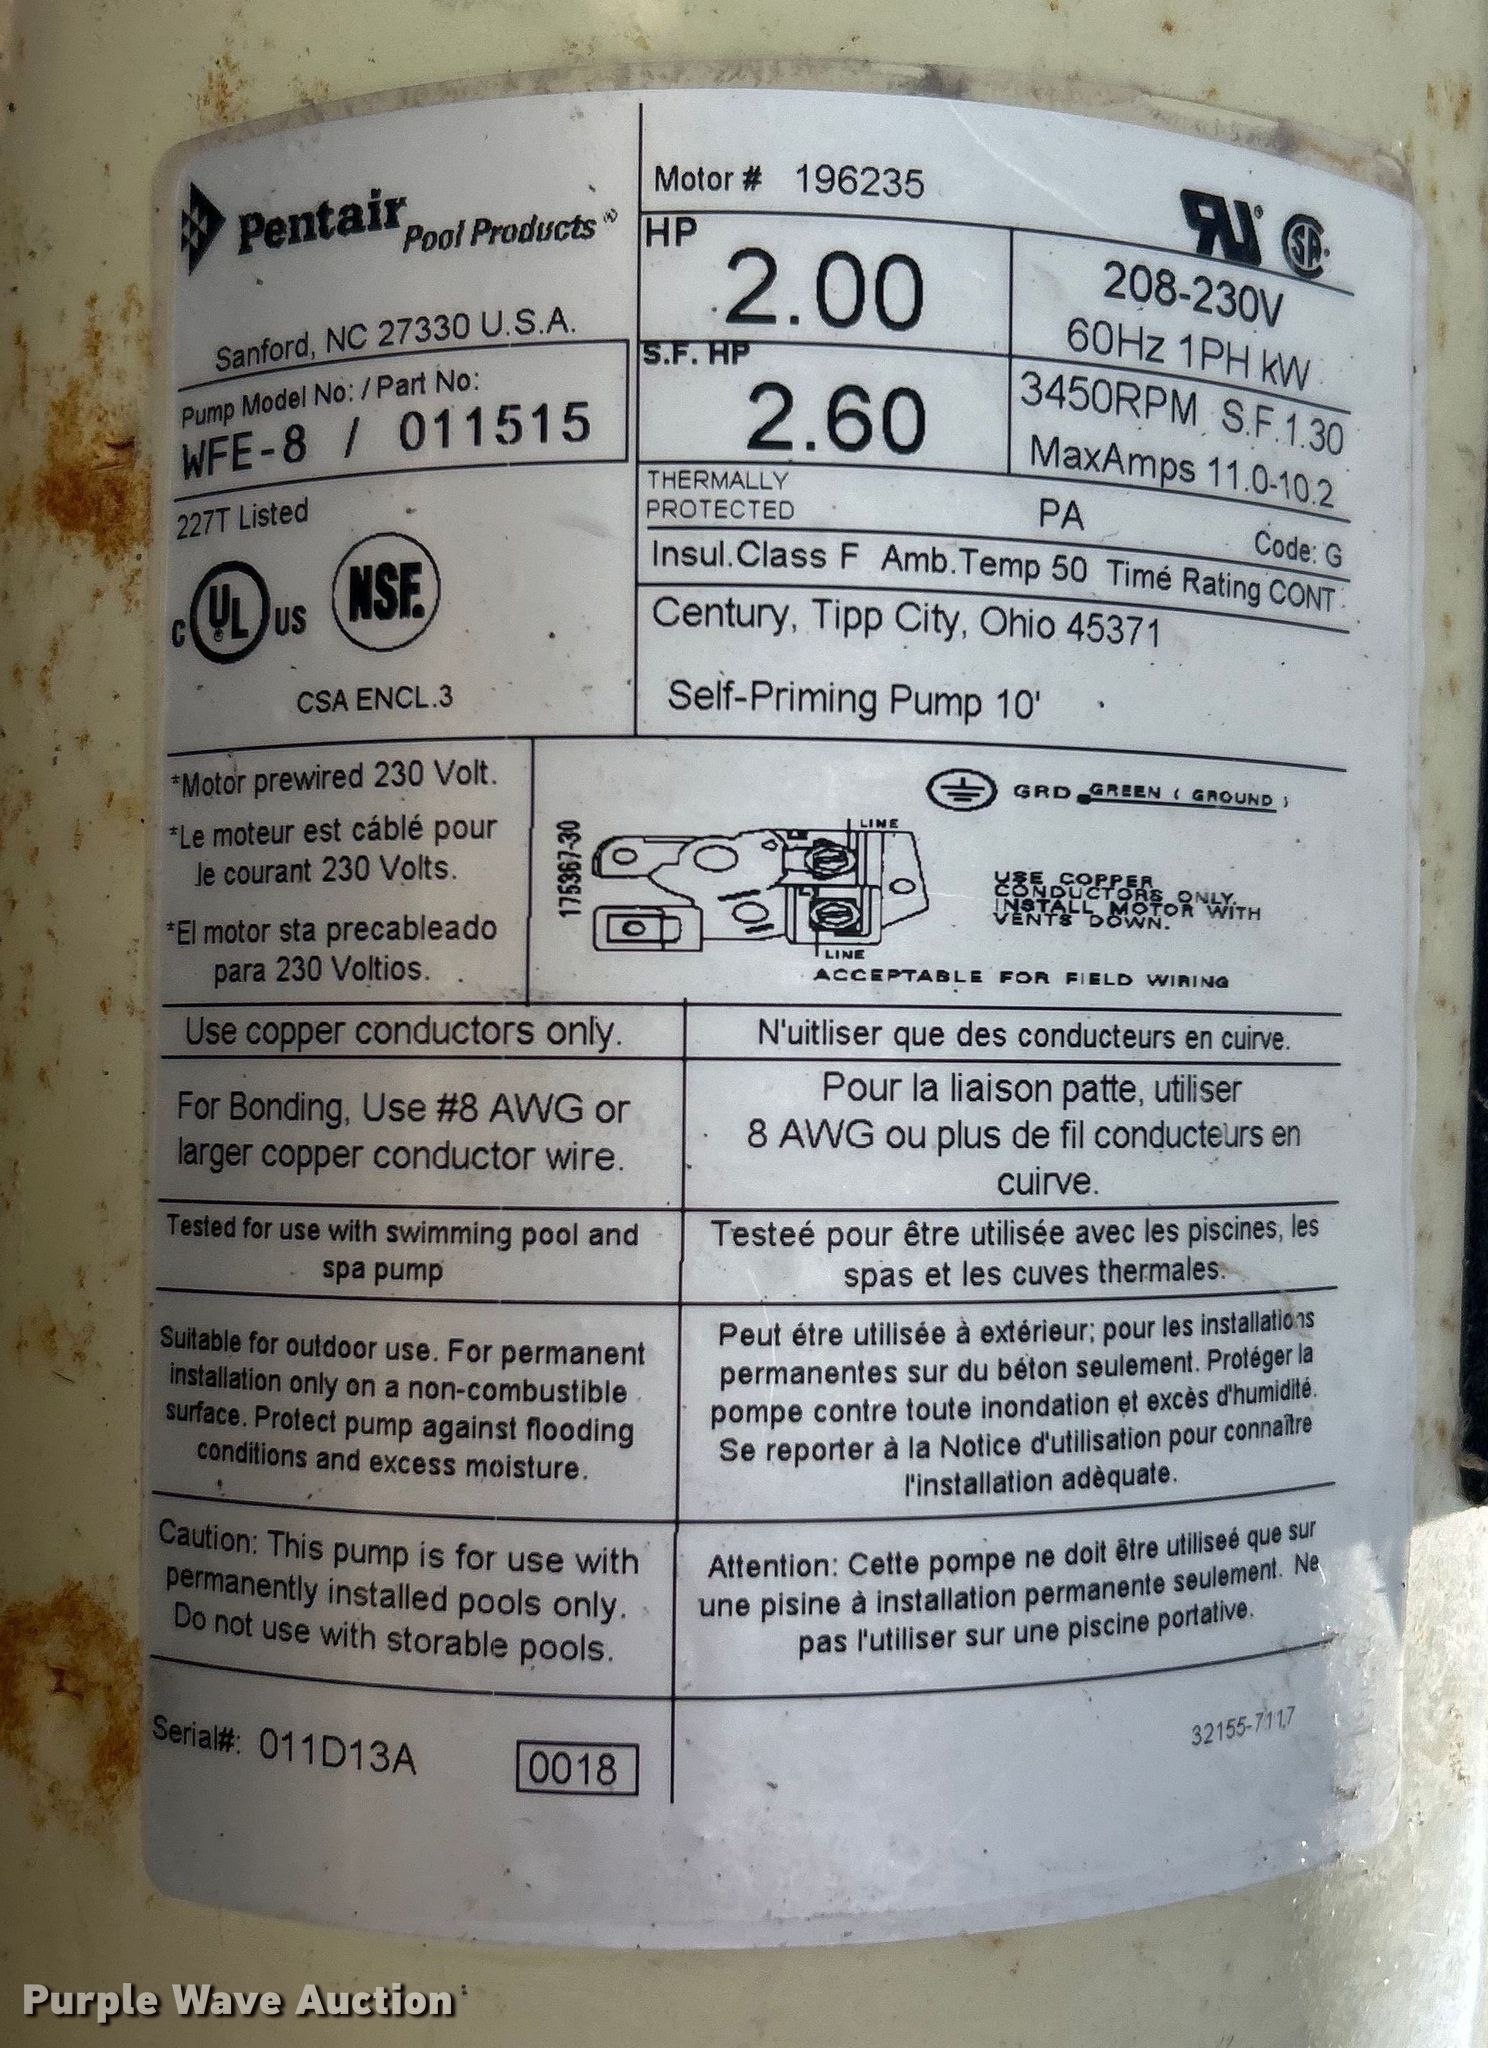 Pentair Pool Products®
Sanford, NC 27330 U.S.A.
Pump Model No: / Part No:
WFE-8 / 011515
227T Listed
c UL US NSF.
CSA ENCL.3
Motor # 196235
HP
2.00
S.F. HP
2.60
208-230V
60Hz 1PH kW
3450RPM S.F.1.30
MaxAmps 11.0-10.2
THERMALLY
PROTECTED
PA
Code: G
Insul.Class F Amb.Temp 50 Timé Rating CONT
Century, Tipp City, Ohio 45371
Self-Priming Pump 10'
*Motor prewired 230 Volt.
*Le moteur est cáblé pour
le courant 230 Volts.
*El motor sta precableado
para 230 Voltios.
175367-30
GRD GREEN ( GROUND )
LINE
LINE
USE COPPER
CONDUCTORS ONLY.
INSTALL MOTOR WITH
VENTS DOWN.
ACCEPTABLE FOR FIELD WIRING
Use copper conductors only.
N'uitliser que des conducteurs en cuirve.
For Bonding, Use #8 AWG or
larger copper conductor wire.
Pour la liaison patte, utiliser
8 AWG ou plus de fil conducteurs en
cuirve.
Tested for use with swimming pool and
spa pump
Testeé pour être utilisée avec les piscines, les
spas et les cuves thermales.
Suitable for outdoor use. For permanent
installation only on a non-combustible
surface. Protect pump against flooding
conditions and excess moisture.
Peut étre utilisée à extérieur; pour les installations
permanentes sur du béton seulement. Protéger la
pompe contre toute inondation et excès d'humidité.
Se reporter à la Notice d'utilisation pour connaître
l'installation adèquate.
Caution: This pump is for use with
permanently installed pools only.
Do not use with storable pools.
Attention: Cette pompe ne doit être utiliseé que sur
une pisine à installation permanente seulement. Ne
pas l'utiliser sur une piscine portative.
Serial#: 011D13A
0018
32155-7117
Purple Wave Auction